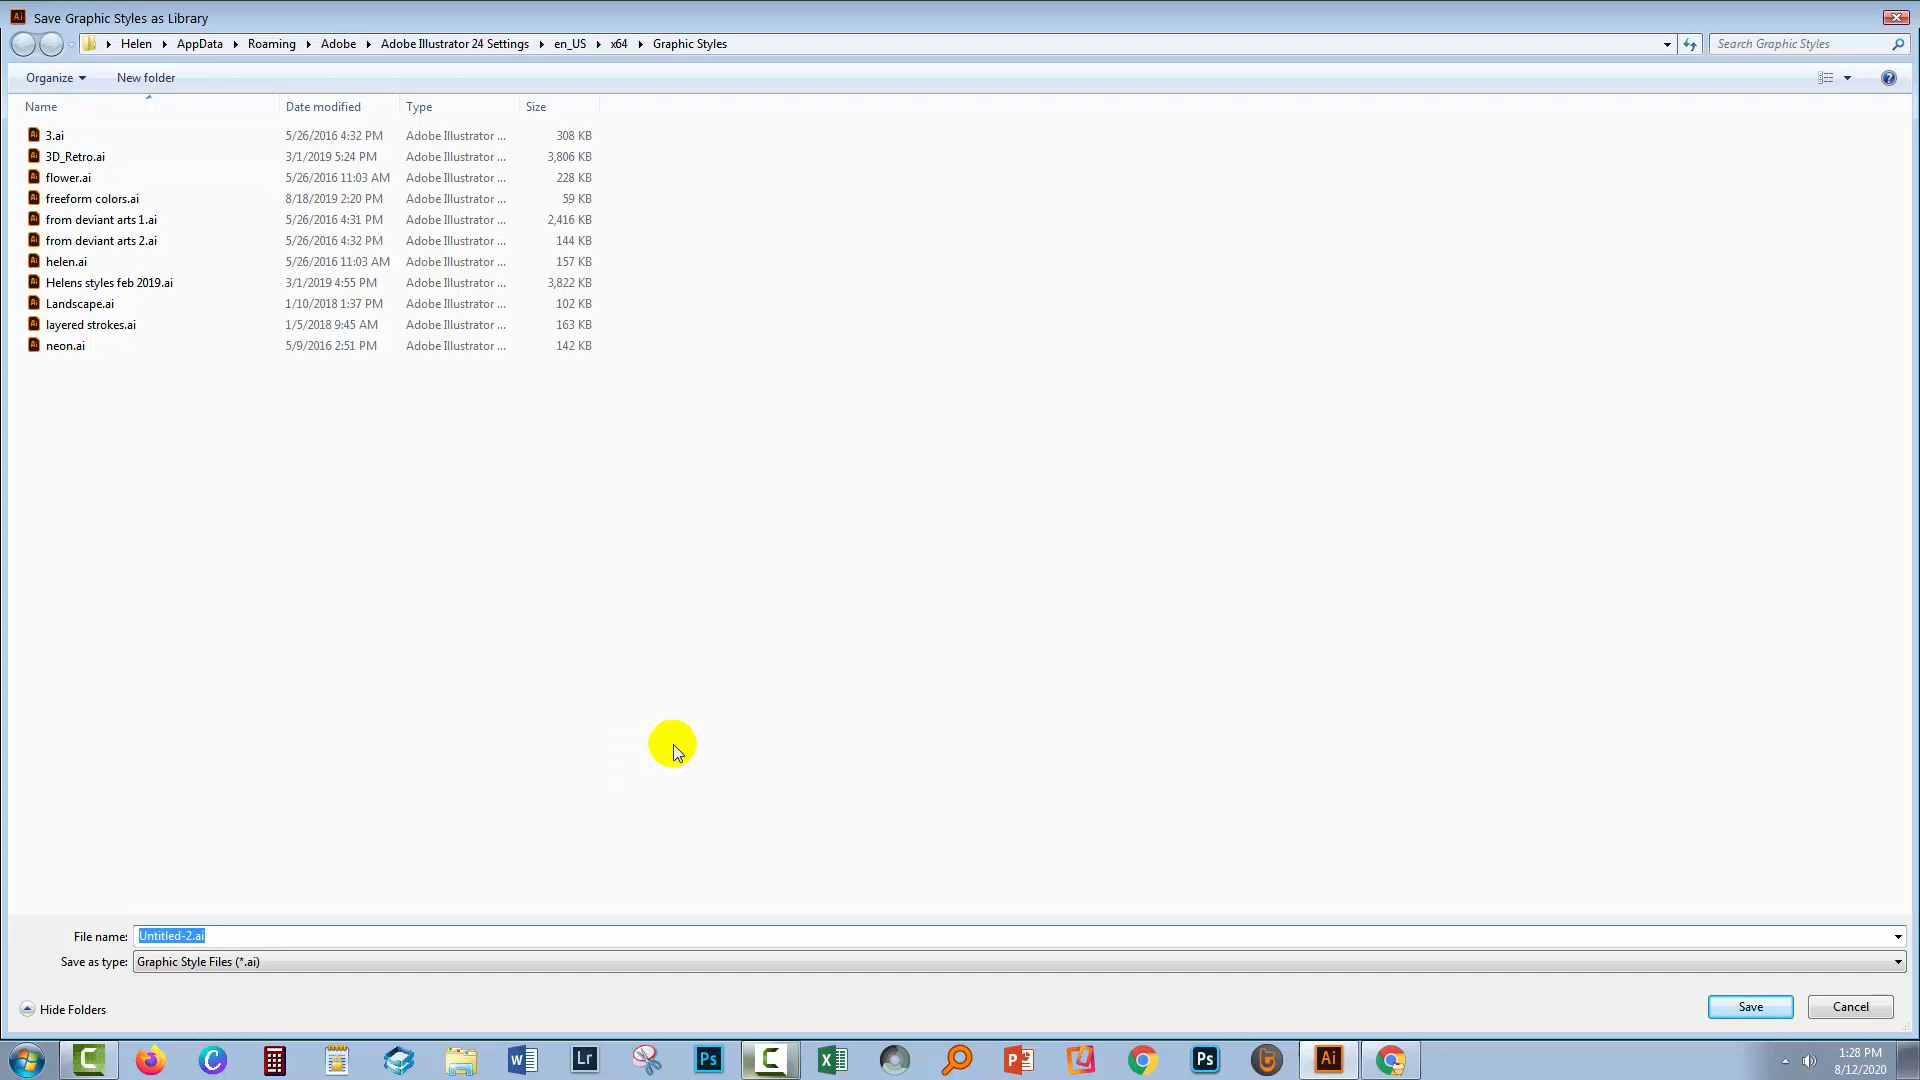 Ai Save Graphic Styles as Library
Helen AppData Roaming Adobe Adobe Illustrator 24 Settings en_US x64 Graphic Styles Search Graphic Styles
Organize New folder
Name Date modified Type Size
3.ai 5/26/2016 4:32 PM Adobe Illustrator ... 308 KB
3D_Retro.ai 3/1/2019 5:24 PM Adobe Illustrator ... 3,806 KB
flower.ai 5/26/2016 11:03 AM Adobe Illustrator ... 228 KB
freeform colors.ai 8/18/2019 2:20 PM Adobe Illustrator ... 59 KB
from deviant arts 1.ai 5/26/2016 4:31 PM Adobe Illustrator ... 2,416 KB
from deviant arts 2.ai 5/26/2016 4:32 PM Adobe Illustrator ... 144 KB
helen.ai 5/26/2016 11:03 AM Adobe Illustrator ... 157 KB
Helens styles feb 2019.ai 3/1/2019 4:55 PM Adobe Illustrator ... 3,822 KB
Landscape.ai 1/10/2018 1:37 PM Adobe Illustrator ... 102 KB
layered strokes.ai 1/5/2018 9:45 AM Adobe Illustrator ... 163 KB
neon.ai 5/9/2016 2:51 PM Adobe Illustrator ... 142 KB
File name: Untitled-2.ai
Save as type: Graphic Style Files (*.ai)
Hide Folders Save Cancel
Lr Ps Ps Ai 1:28 PM
8/12/2020